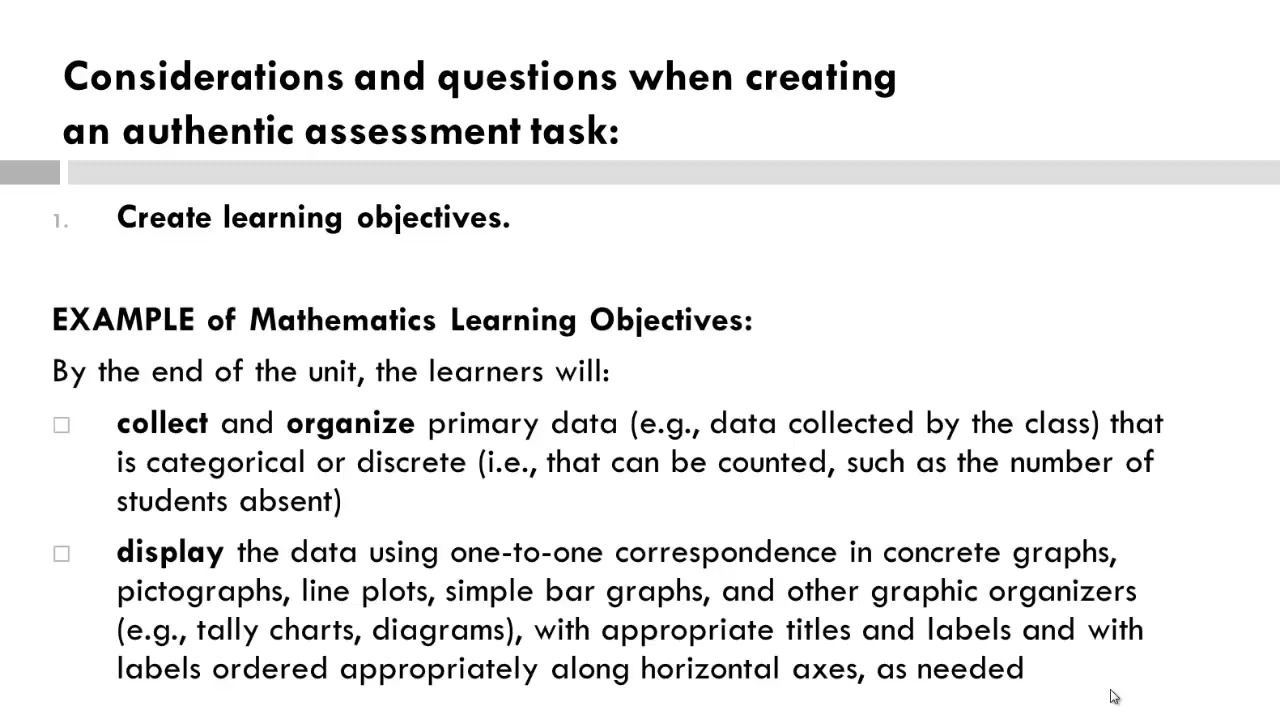 Considerations and questions when creating
an authentic assessment task:
1. Create learning objectives.
EXAMPLE of Mathematics Learning Objectives:
By the end of the unit, the learners will:
collect and organize primary data (e.g., data collected by the class) that
is categorical or discrete (i.e., that can be counted, such as the number of
students absent)
display the data using one-to-one correspondence in concrete graphs,
pictographs, line plots, simple bar graphs, and other graphic organizers
(e.g., tally charts, diagrams), with appropriate titles and labels and with
labels ordered appropriately along horizontal axes, as needed